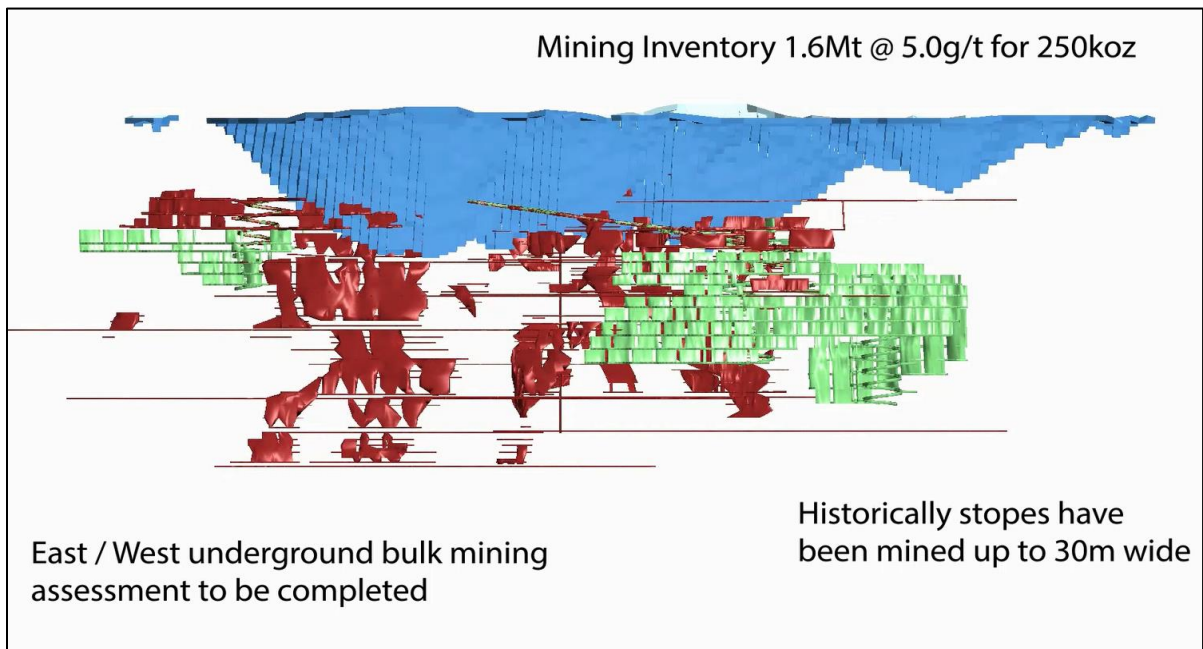 Mining Inventory 1.6Mt @ 5.0g/t for 250koz
East / West underground bulk mining
assessment to be completed
Historically stopes have
been mined up to 30m wide